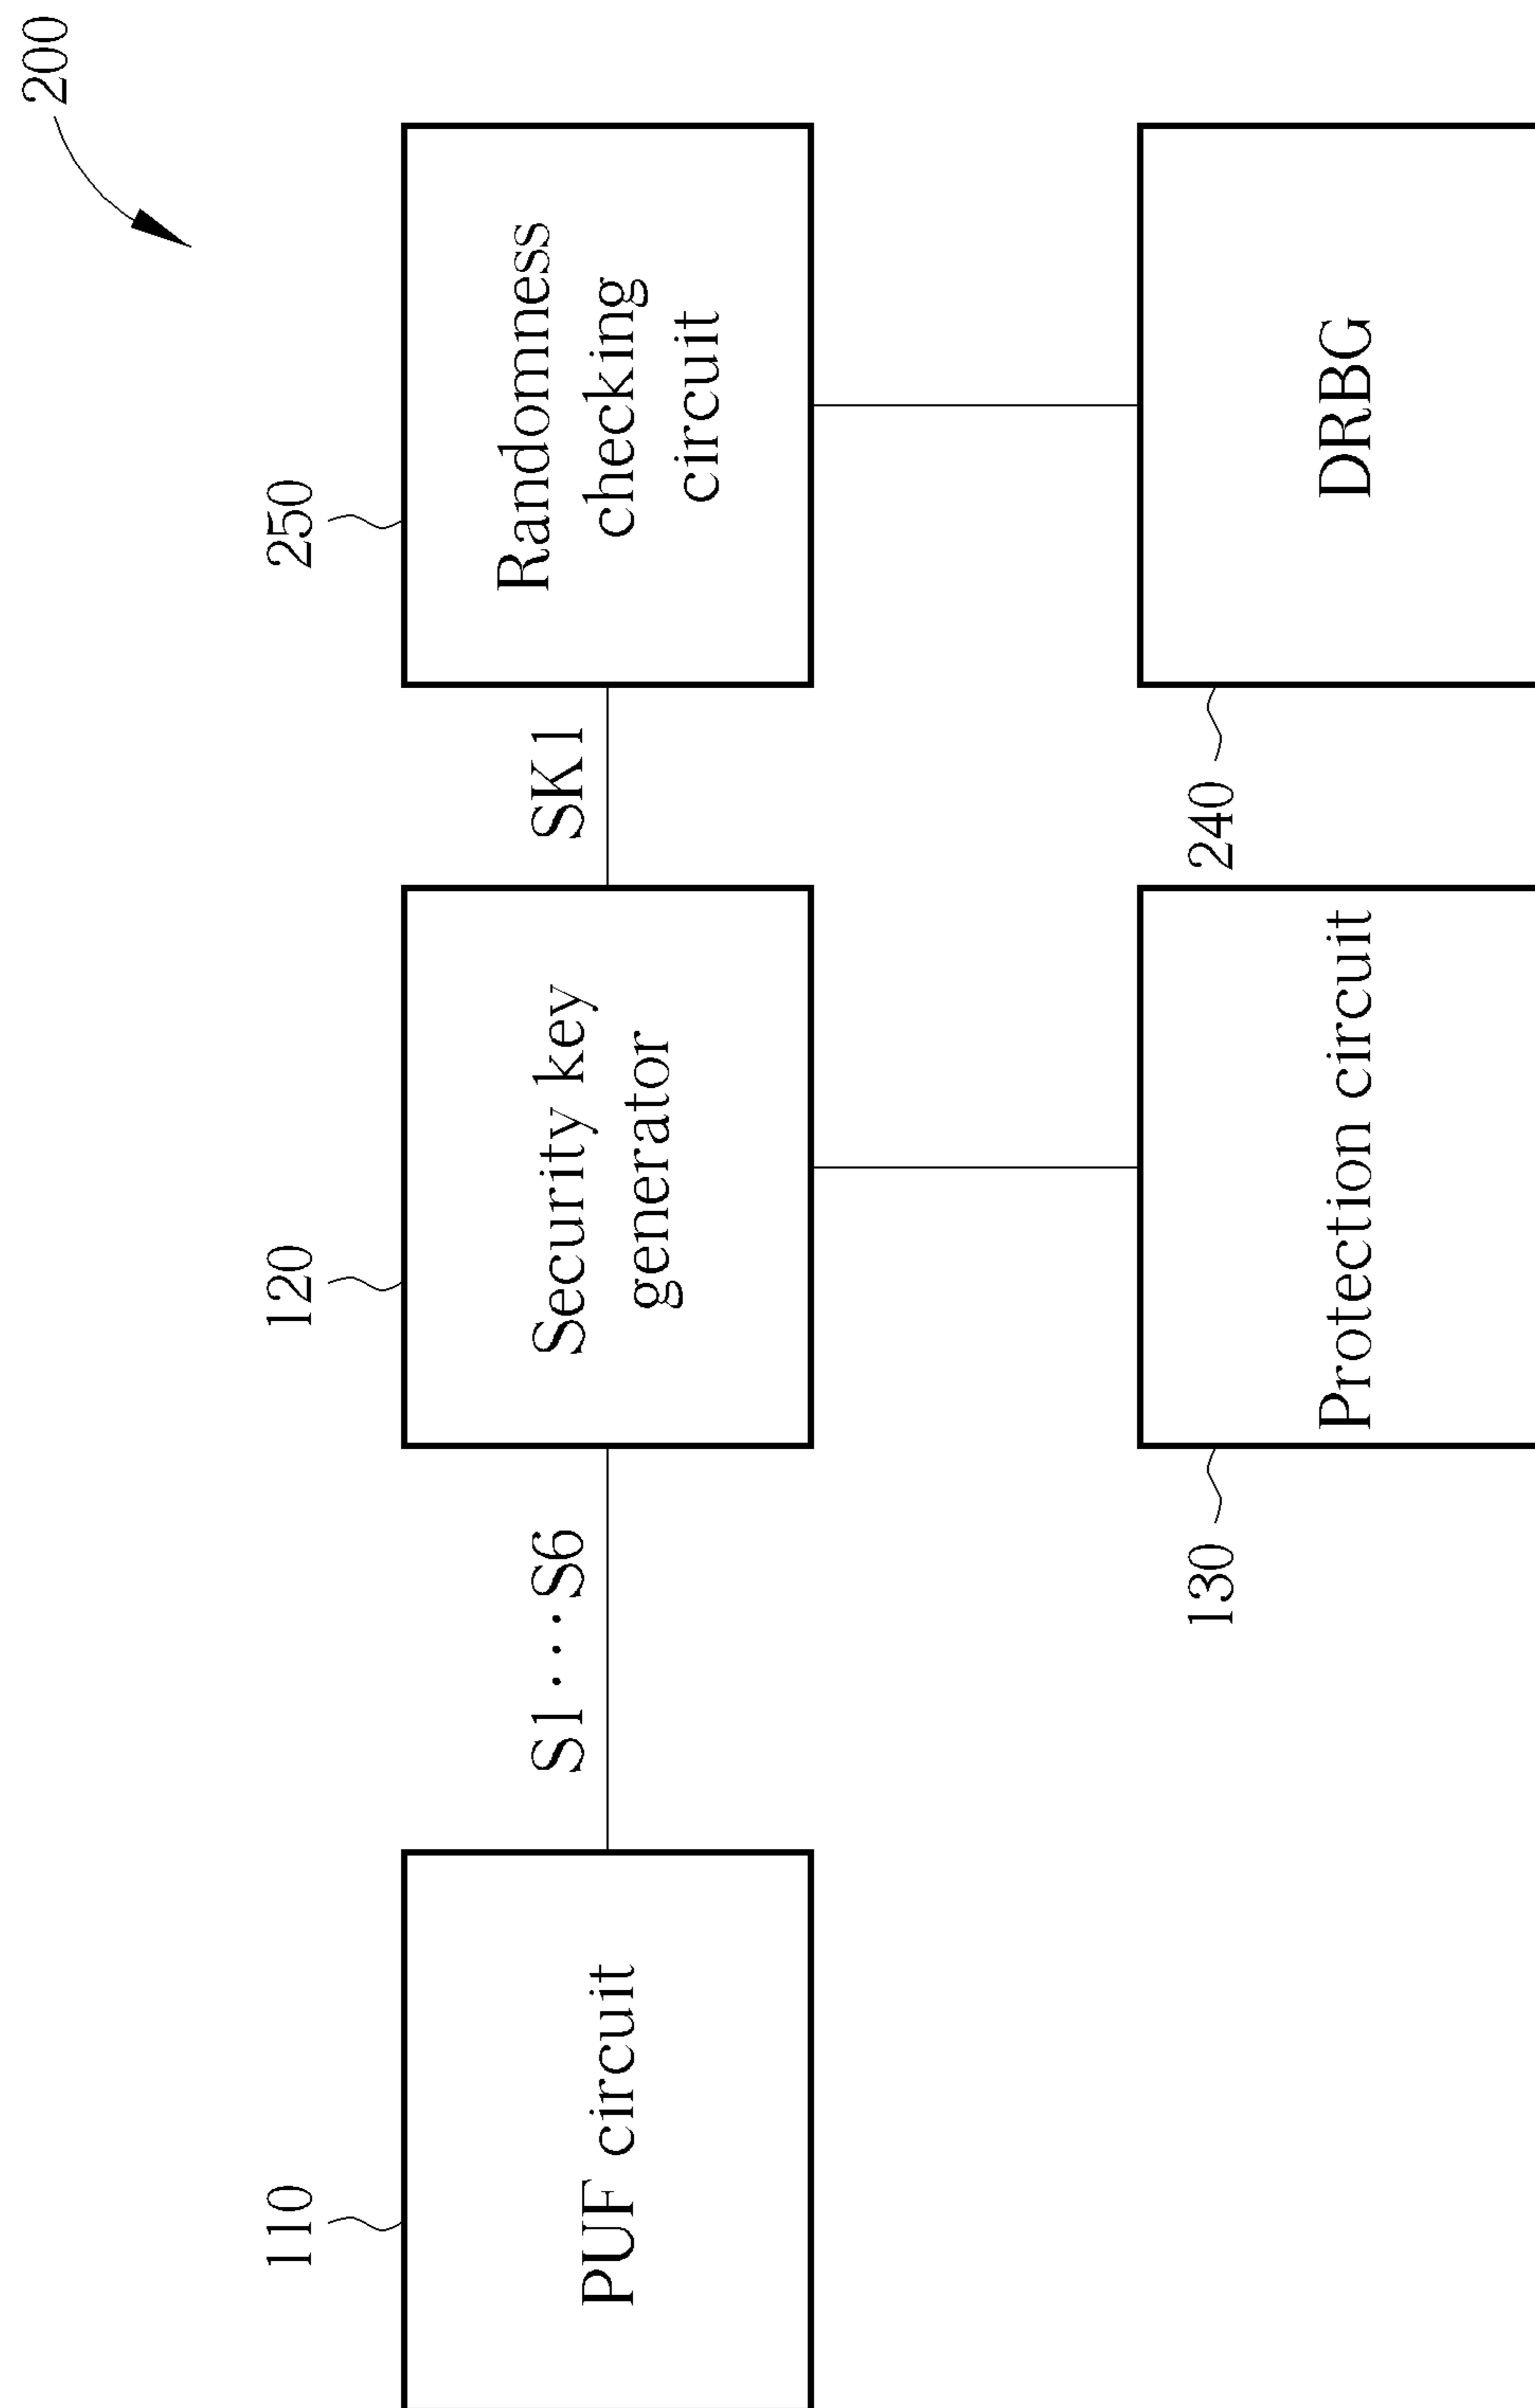 200
110
120
250
PUF circuit
S1···S6
Security key
generator
SK1
Randomness
checking
circuit
130
240
Protection circuit
DRBG